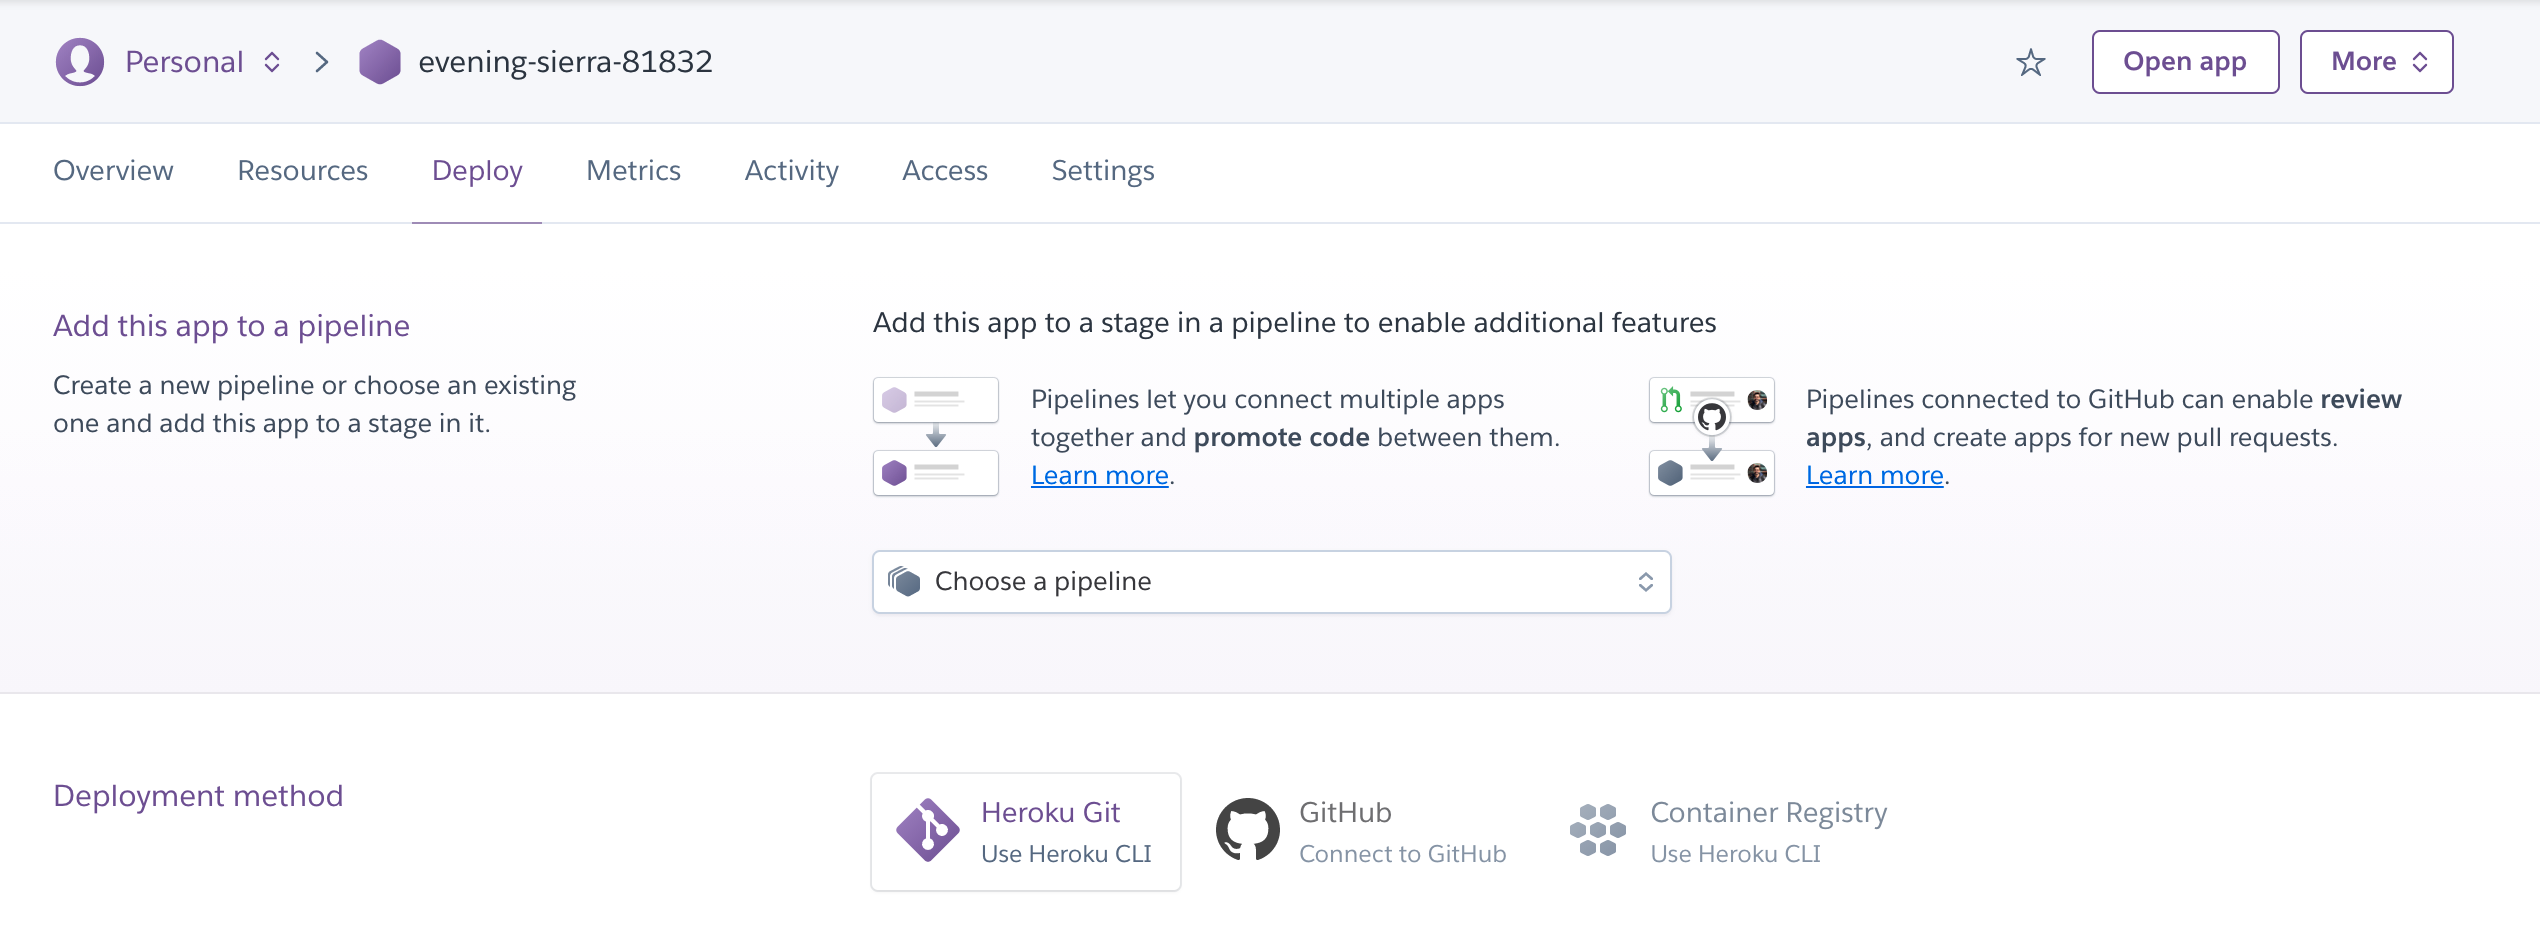 Personal
evening-sierra-81832
Open app
More
Overview
Resources
Deploy
Metrics
Activity
Access
Settings
Add this app to a pipeline
Create a new pipeline or choose an existing
one and add this app to a stage in it.
Add this app to a stage in a pipeline to enable additional features
Pipelines let you connect multiple apps
together and promote code between them.
Learn more.
Pipelines connected to GitHub can enable review
apps, and create apps for new pull requests.
Learn more.
Choose a pipeline
Deployment method
Heroku Git
Use Heroku CLI
GitHub
Connect to GitHub
Container Registry
Use Heroku CLI